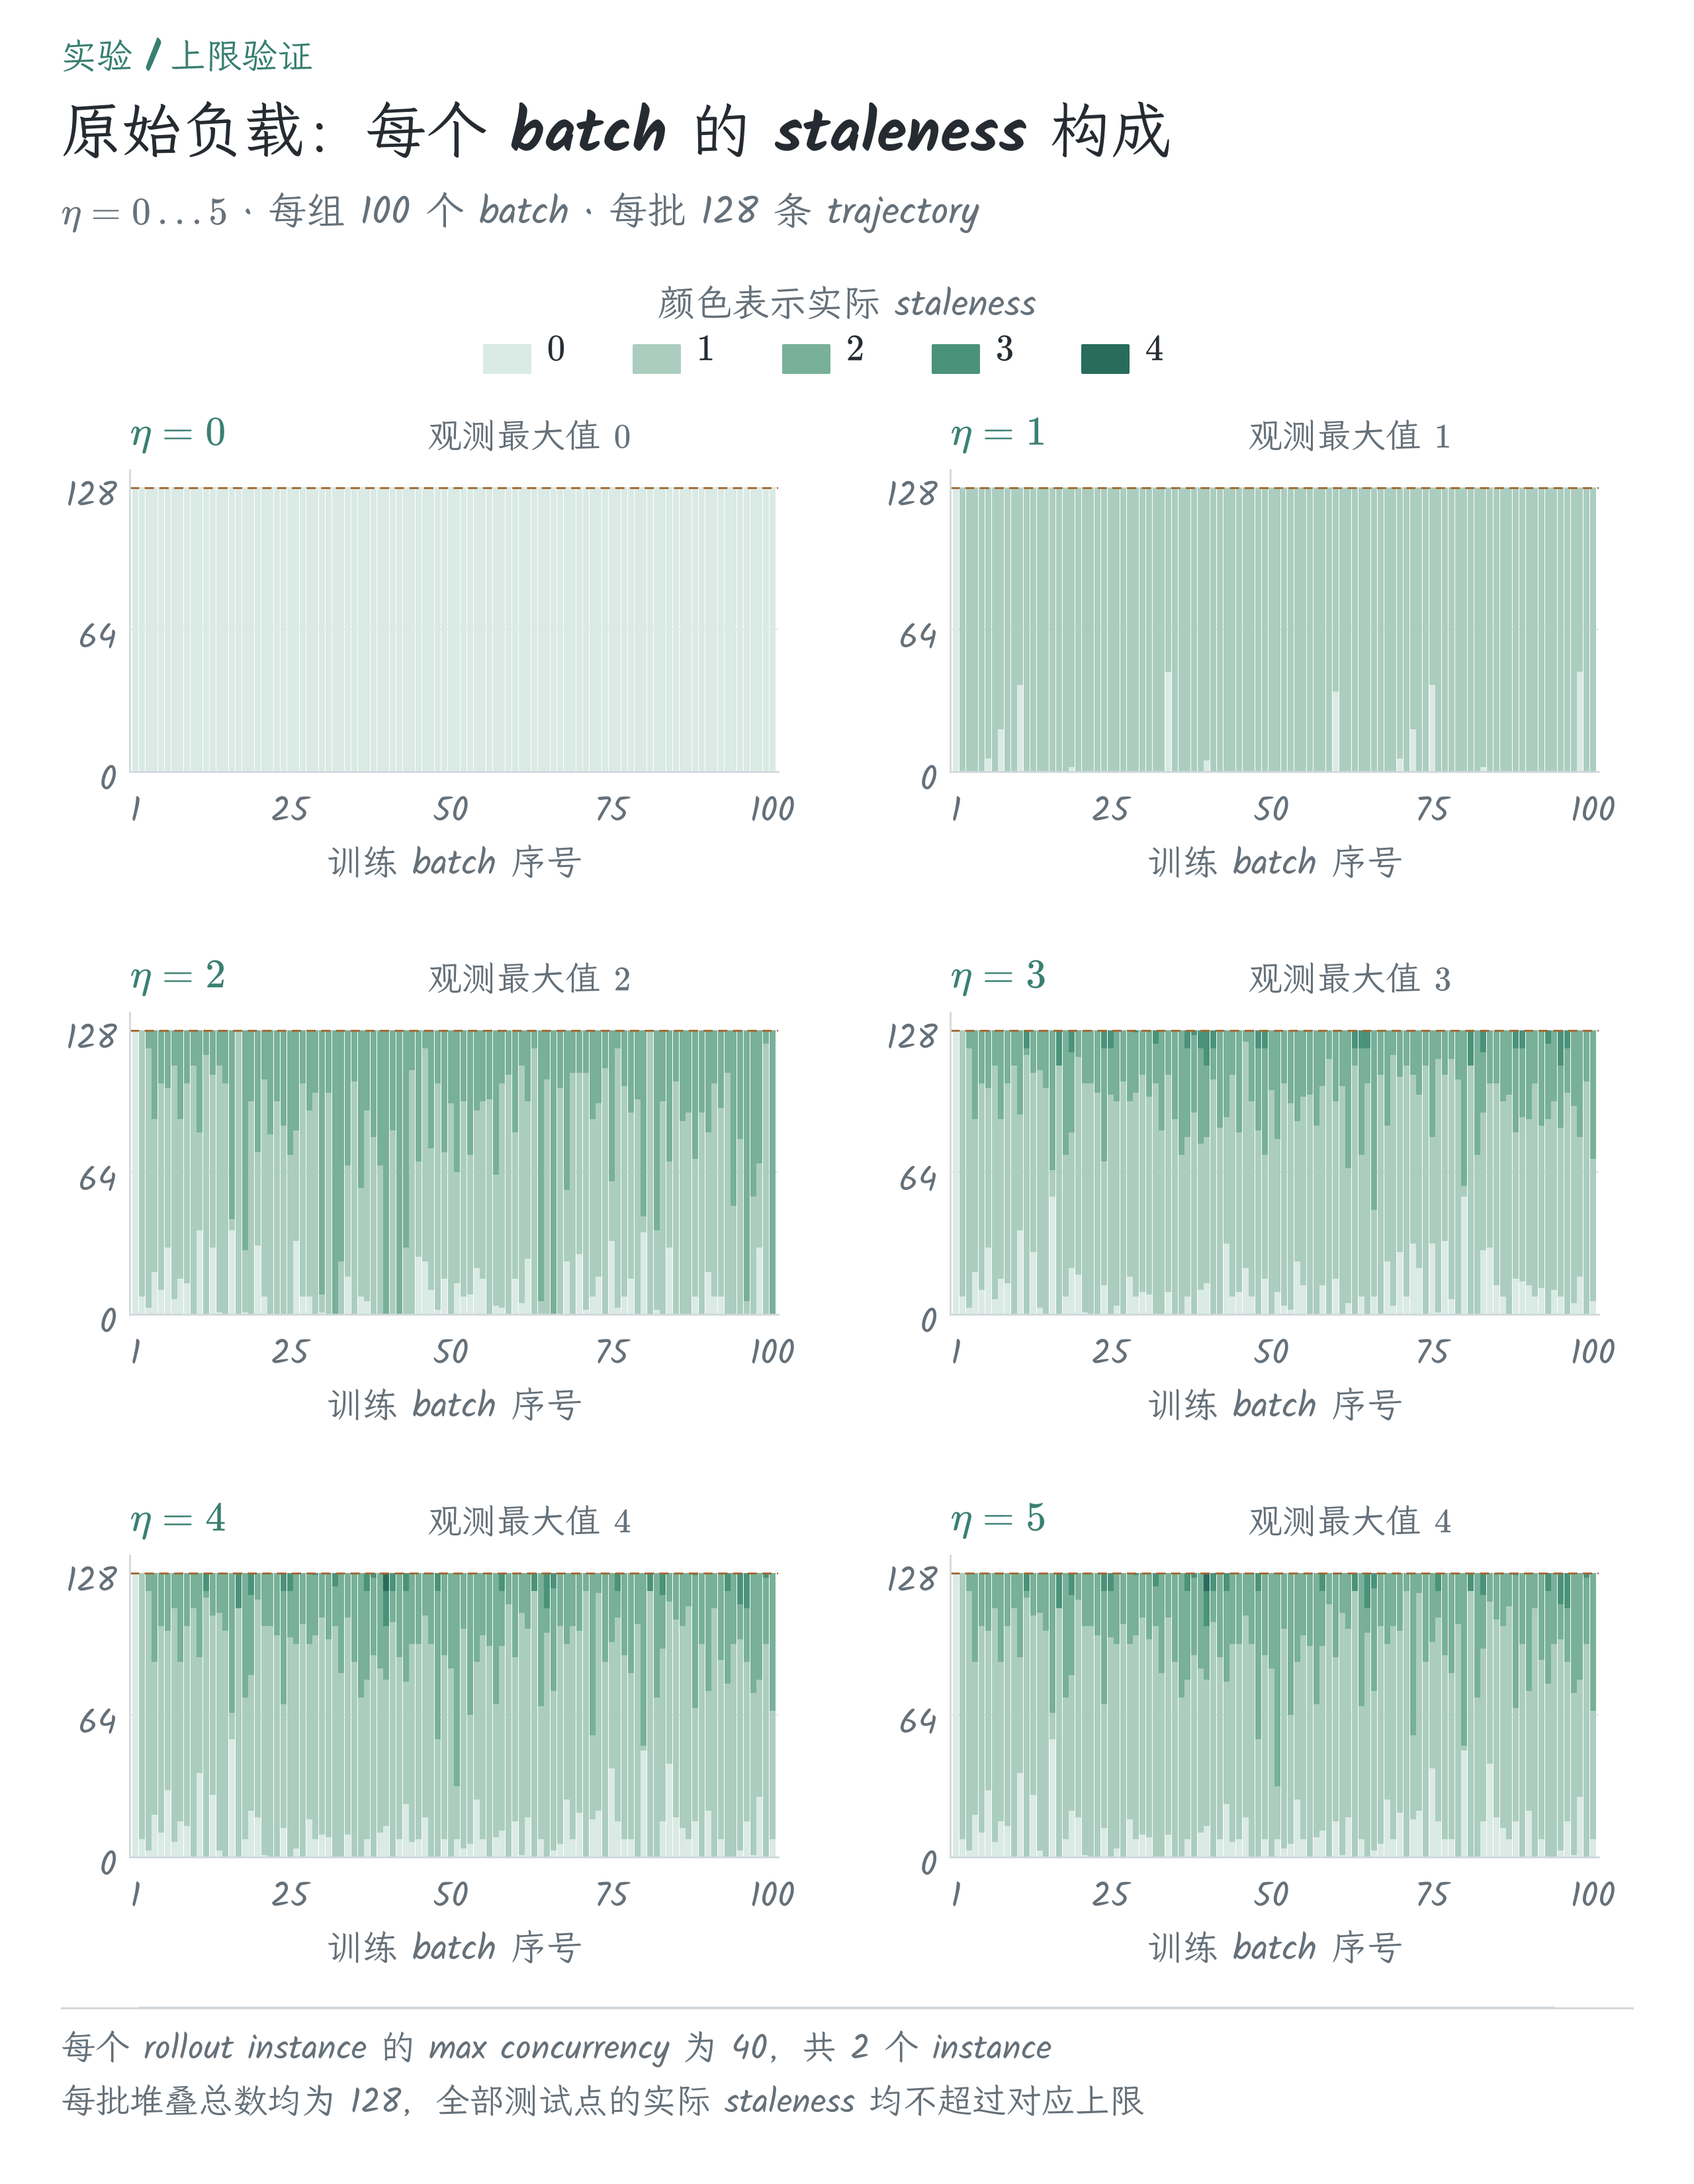 实验 / 上限验证
原始负载：每个 batch 的 staleness 构成
η = 0 . . . 5 · 每组 100 个 batch · 每批 128 条 trajectory
颜色表示实际 staleness
0 1 2 3 4
η = 0 观测最大值 0
128
64
0
1 25 50 75 100
训练 batch 序号
η = 1 观测最大值 1
128
64
0
1 25 50 75 100
训练 batch 序号
η = 2 观测最大值 2
128
64
0
1 25 50 75 100
训练 batch 序号
η = 3 观测最大值 3
128
64
0
1 25 50 75 100
训练 batch 序号
η = 4 观测最大值 4
128
64
0
1 25 50 75 100
训练 batch 序号
η = 5 观测最大值 4
128
64
0
1 25 50 75 100
训练 batch 序号
每个 rollout instance 的 max concurrency 为 40，共 2 个 instance
每批堆叠总数均为 128，全部测试点的实际 staleness 均不超过对应上限